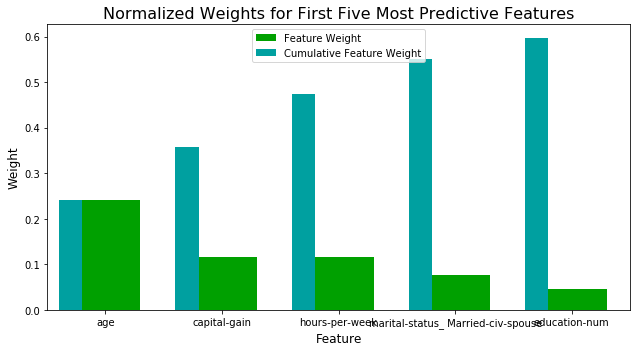 Normalized Weights for First Five Most Predictive Features
Feature Weight
Cumulative Feature Weight
Weight
0.6
0.5
0.4
0.3
0.2
0.1
0.0
age capital-gain hours-per-week marital-status_ Married-civ-spouse education-num
Feature